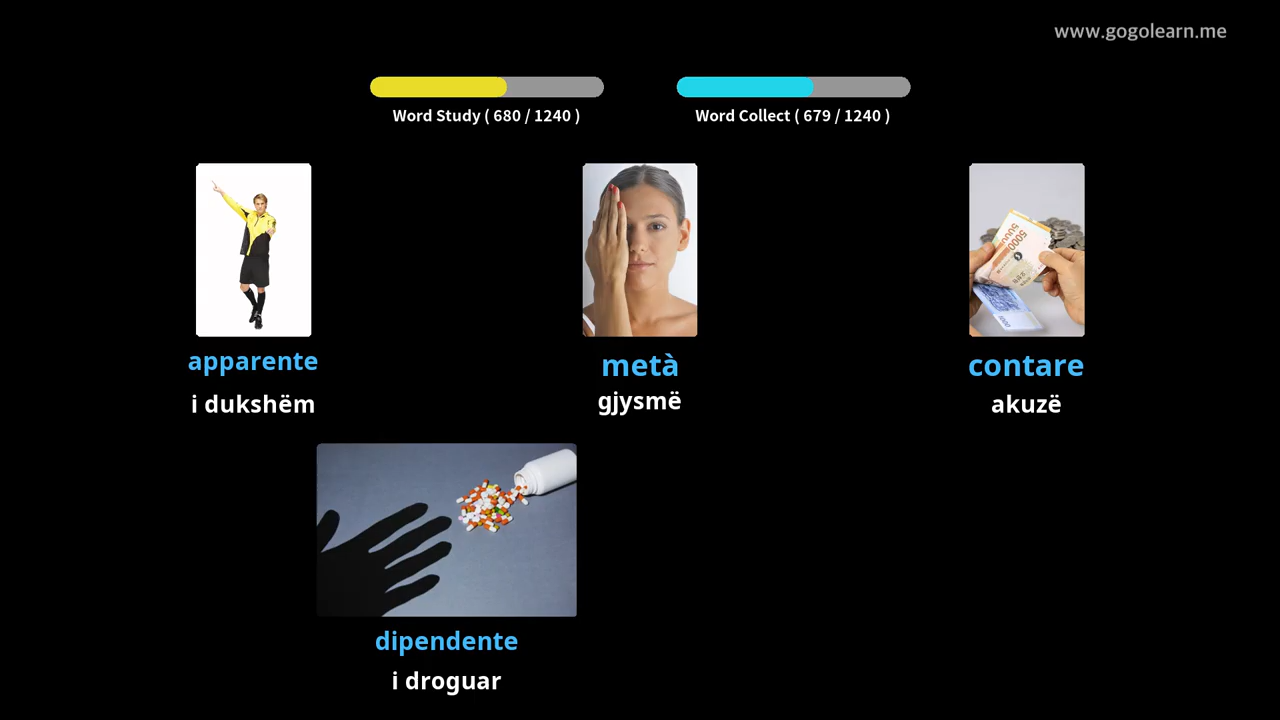 www.gogolearn.me
Word Study ( 680 / 1240 )
Word Collect ( 679 / 1240 )
apparente
i dukshëm
metà
gjysmë
contare
akuzë
dipendente
i droguar